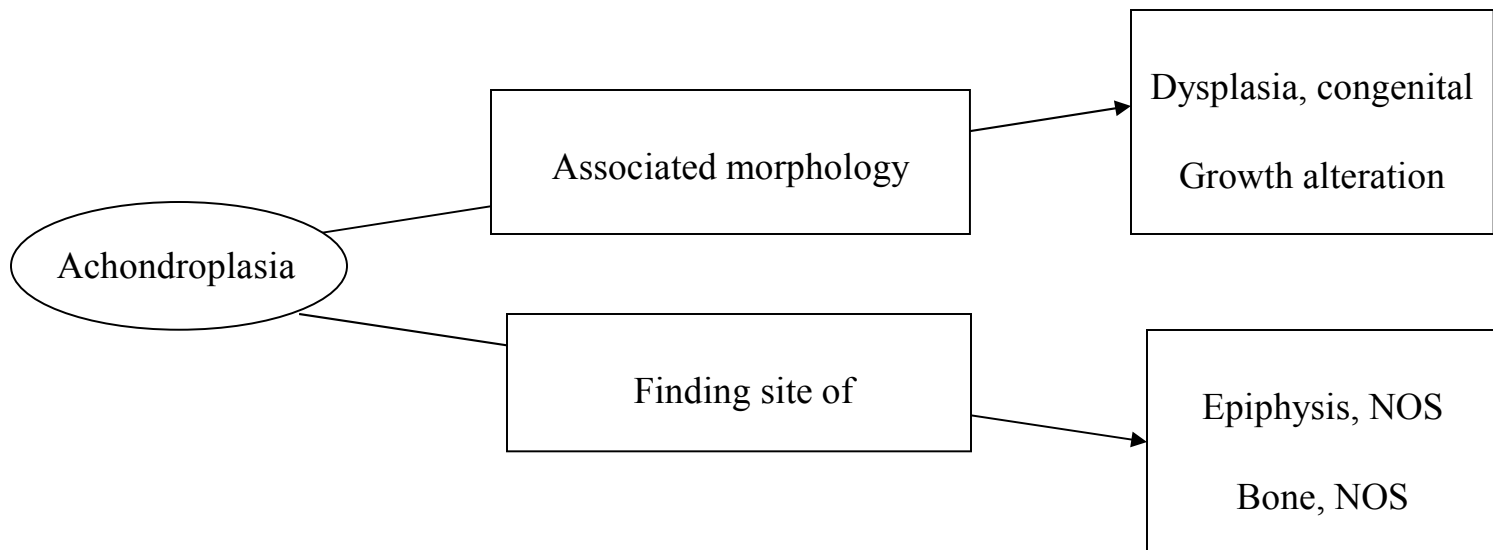 Dysplasia, congenital
Associated morphology
Growth alteration
Achondroplasia
Finding site of
Epiphysis, NOS
Bone, NOS